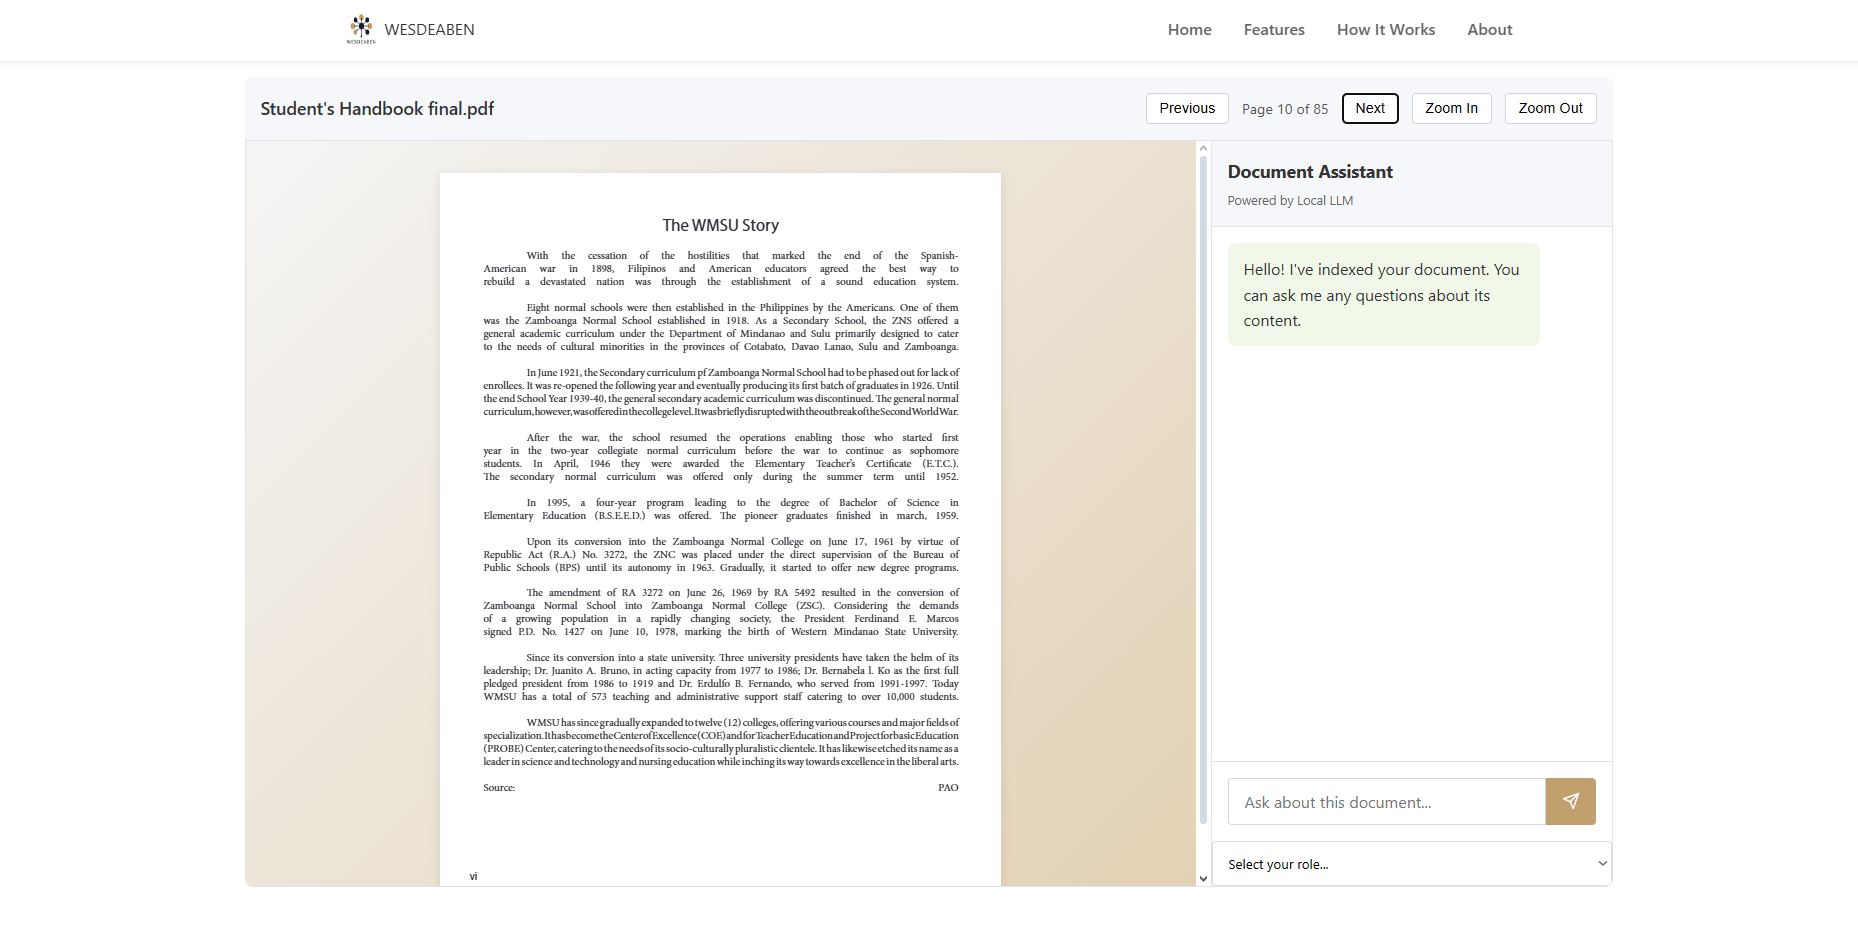 WESDEABEN
WESDEABEN
Home
Features
How It Works
About
Student's Handbook final.pdf
Previous
Page 10 of 85
Next
Zoom In
Zoom Out
The WMSU Story
With the cessation of the hostilities that marked the end of the Spanish-
American war in 1898, Filipinos and American educators agreed the best way to
rebuild a devastated nation was through the establishment of a sound education system.
Eight normal schools were then established in the Philippines by the Americans. One of them
was the Zamboanga Normal School established in 1918. As a Secondary School, the ZNS offered a
general academic curriculum under the Department of Mindanao and Sulu primarily designed to cater
to the needs of cultural minorities in the provinces of Cotabato, Davao Lanao, Sulu and Zamboanga.
In June 1921, the Secondary curriculum pf Zamboanga Normal School had to be phased out for lack of
enrollees. It was re-opened the following year and eventually producing its first batch of graduates in 1926. Until
the end School Year 1939-40, the general secondary academic curriculum was discontinued. The general normal
curriculum, however, was offered in the college level. It was briefly disrupted with the outbreak of the Second World War.
After the war, the school resumed the operations enabling those who started first
year in the two-year collegiate normal curriculum before the war to continue as sophomore
students. In April, 1946 they were awarded the Elementary Teacher's Certificate (E.T.C.).
The secondary normal curriculum was offered only during the summer term until 1952.
In 1995, a four-year program leading to the degree of Bachelor of Science in
Elementary Education (B.S.E.E.D.) was offered. The pioneer graduates finished in march, 1959.
Upon its conversion into the Zamboanga Normal College on June 17, 1961 by virtue of
Republic Act (R.A.) No. 3272, the ZNC was placed under the direct supervision of the Bureau of
Public Schools (BPS) until its autonomy in 1963. Gradually, it started to offer new degree programs.
The amendment of RA 3272 on June 26, 1969 by RA 5492 resulted in the conversion of
Zamboanga Normal School into Zamboanga Normal College (ZSC). Considering the demands
of a growing population in a rapidly changing society, the President Ferdinand E. Marcos
signed P.D. No. 1427 on June 10, 1978, marking the birth of Western Mindanao State University.
Since its conversion into a state university. Three university presidents have taken the helm of its
leadership; Dr. Juanito A. Bruno, in acting capacity from 1977 to 1986; Dr. Bernabela l. Ko as the first full
pledged president from 1986 to 1919 and Dr. Erdulfo B. Fernando, who served from 1991-1997. Today
WMSU has a total of 573 teaching and administrative support staff catering to over 10,000 students.
WMSU has since gradually expanded to twelve (12) colleges, offering various courses and major fields of
specialization. It has become the Center of Excellence (COE) and for Teacher Education and Project for basic Education
(PROBE) Center, catering to the needs of its socio-culturally pluralistic clientele. It has likewise etched its name as a
leader in science and technology and nursing education while inching its way towards excellence in the liberal arts.
Source: PAO
vi
Document Assistant
Powered by Local LLM
Hello! I've indexed your document. You
can ask me any questions about its
content.
Ask about this document...
Select your role...